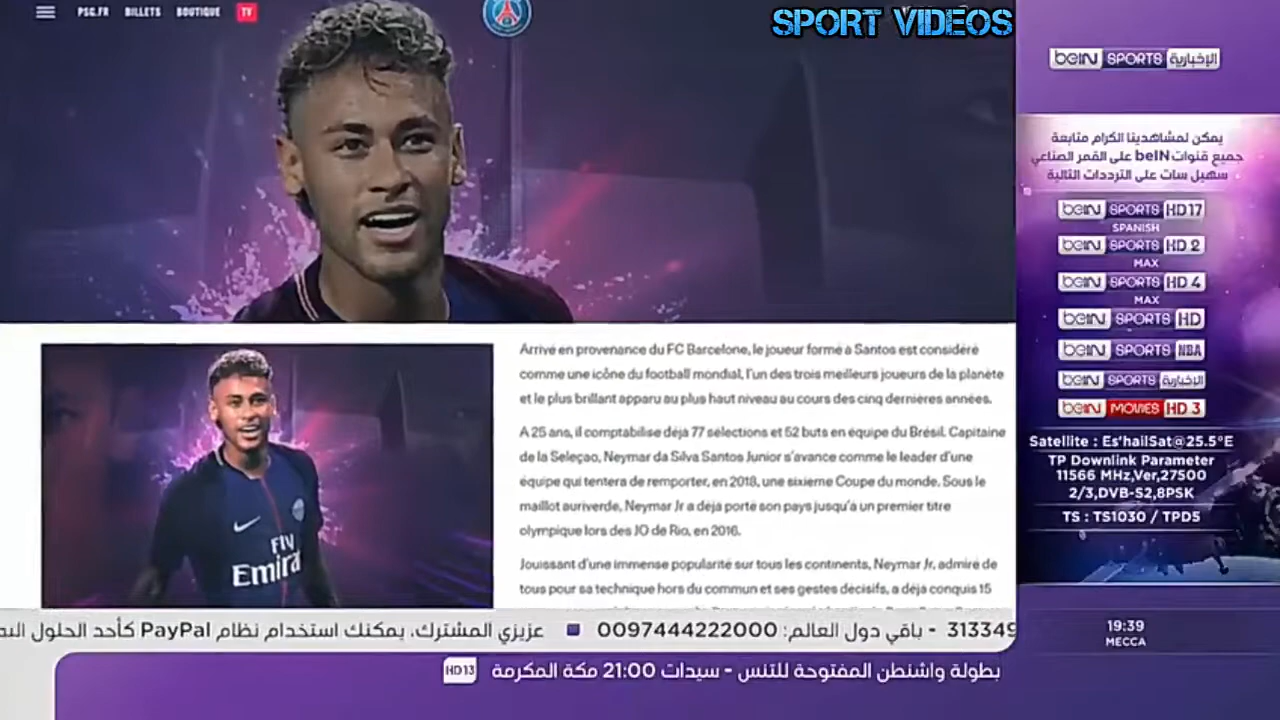 PSG.FR BILLETS BOUTIQUE TV
SPORT VIDEOS
beIN SPORTS الإخبارية
يمكن لمشاهدينا الكرام متابعة
جميع قنوات beIN على القمر الصناعي
سهيل سات على الترددات التالية
beIN SPORTS HD 17
SPANISH
beIN SPORTS HD 2
MAX
beIN SPORTS HD 4
MAX
beIN SPORTS HD
beIN SPORTS NBA
beIN SPORTS الإخبارية
beIN MOVIES HD 3
Satellite : Es'hailSat@25.5°E
TP Downlink Parameter
11566 MHz,Ver,27500
2/3,DVB-S2,8PSK
TS : TS1030 / TPD5
Arrivé en provenance du FC Barcelone, le joueur formé à Santos est considéré
comme une icône du football mondial, l'un des trois meilleurs joueurs de la planète
et le plus brillant apparu au plus haut niveau au cours des cinq dernières années.
A 25 ans, il comptabilise déjà 77 sélections et 52 buts en équipe du Brésil. Capitaine
de la Seleçao, Neymar da Silva Santos Junior s'avance comme le leader d'une
équipe qui tentera de remporter, en 2018, une sixième Coupe du monde. Sous le
maillot auriverde, Neymar Jr a déjà porté son pays jusqu'à un premier titre
olympique lors des JO de Rio, en 2016.
Jouissant d'une immense popularité sur tous les continents, Neymar Jr, admiré de
tous pour sa technique hors du commun et ses gestes décisifs, a déjà conquis 15
Fly
Emirates
313349 - باقي دول العالم: 0097444222000 ■ عزيزي المشترك، يمكنك استخدام نظام PayPal كأحد الحلول
19:39
MECCA
بطولة واشنطن المفتوحة للتنس - سيدات 21:00 مكة المكرمة HD13